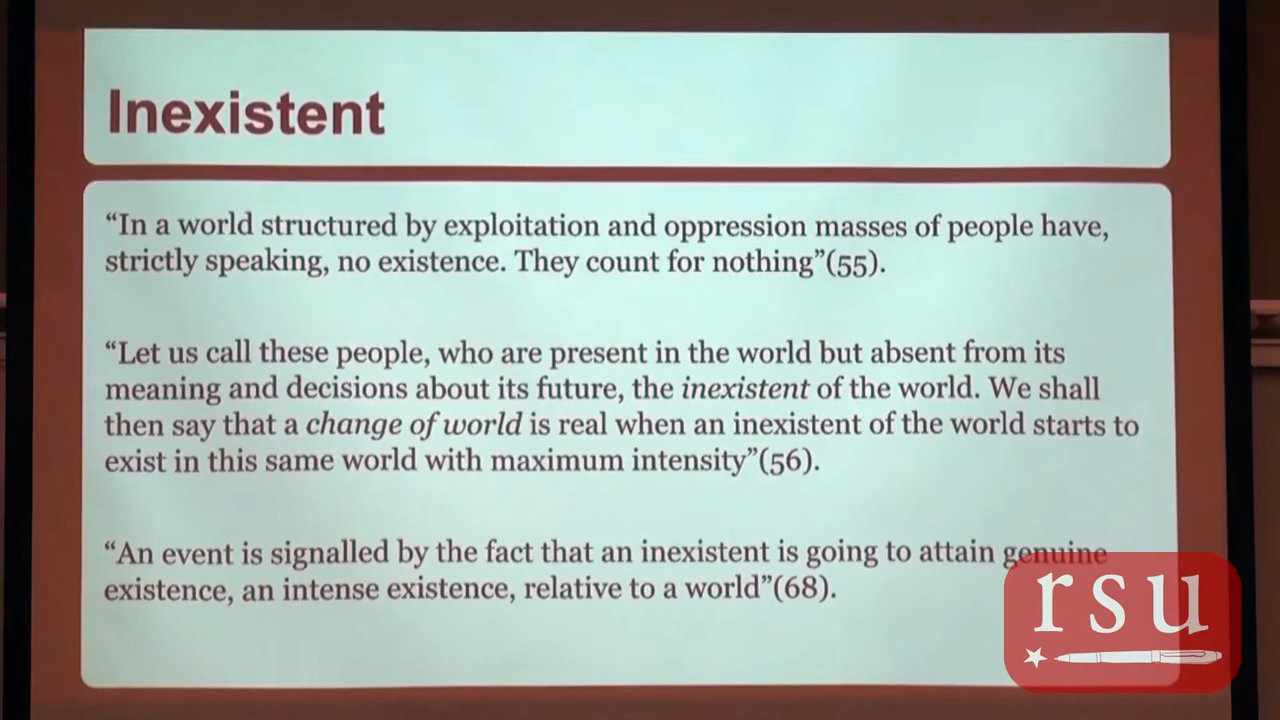 Inexistent
“In a world structured by exploitation and oppression masses of people have,
strictly speaking, no existence. They count for nothing”(55).
“Let us call these people, who are present in the world but absent from its
meaning and decisions about its future, the inexistent of the world. We shall
then say that a change of world is real when an inexistent of the world starts to
exist in this same world with maximum intensity”(56).
“An event is signalled by the fact that an inexistent is going to attain genuine
existence, an intense existence, relative to a world”(68).
rsu